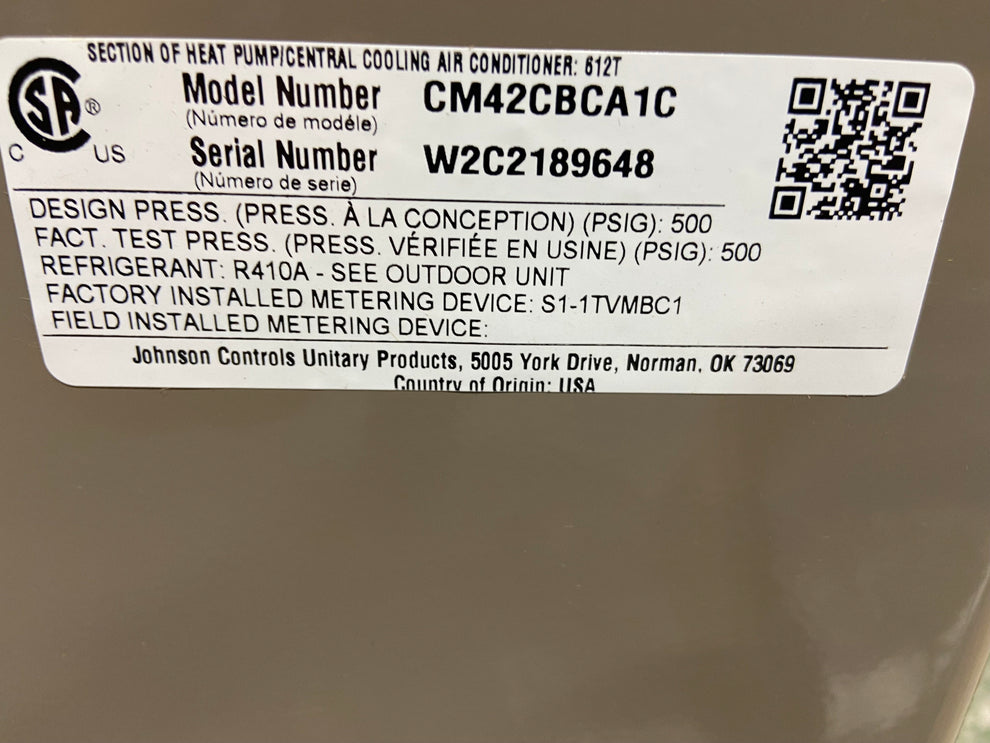 SECTION OF HEAT PUMP/CENTRAL COOLING AIR CONDITIONER: 612T
SA ®
C US
Model Number CM42CBCA1C
(Número de modéle)
Serial Number W2C2189648
(Número de serie)
DESIGN PRESS. (PRESS. À LA CONCEPTION) (PSIG): 500
FACT. TEST PRESS. (PRESS. VÉRIFIÉE EN USINE) (PSIG): 500
REFRIGERANT: R410A - SEE OUTDOOR UNIT
FACTORY INSTALLED METERING DEVICE: S1-1TVMBC1
FIELD INSTALLED METERING DEVICE:
Johnson Controls Unitary Products, 5005 York Drive, Norman, OK 73069
Country of Origin: USA